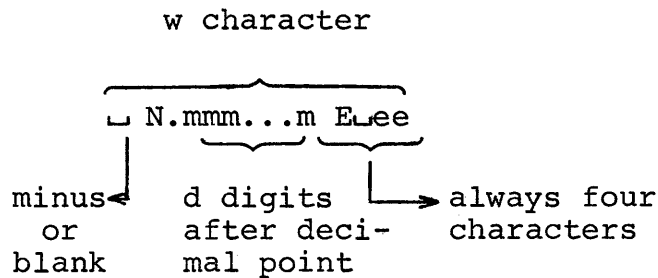 w character
␣ N.mmm...m E␣ee
minus or blank
d digits after deci-
mal point
always four characters